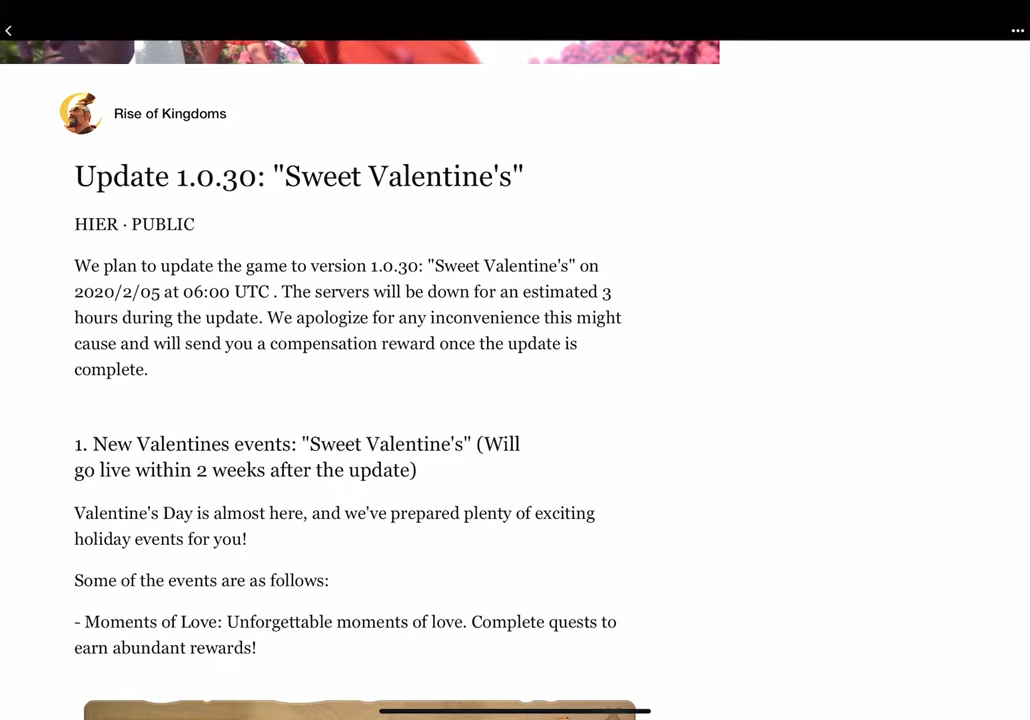 Rise of Kingdoms
Update 1.0.30: "Sweet Valentine's"
HIER · PUBLIC
We plan to update the game to version 1.0.30: "Sweet Valentine's" on
2020/2/05 at 06:00 UTC . The servers will be down for an estimated 3
hours during the update. We apologize for any inconvenience this might
cause and will send you a compensation reward once the update is
complete.
1. New Valentines events: "Sweet Valentine's" (Will
go live within 2 weeks after the update)
Valentine's Day is almost here, and we've prepared plenty of exciting
holiday events for you!
Some of the events are as follows:
- Moments of Love: Unforgettable moments of love. Complete quests to
earn abundant rewards!